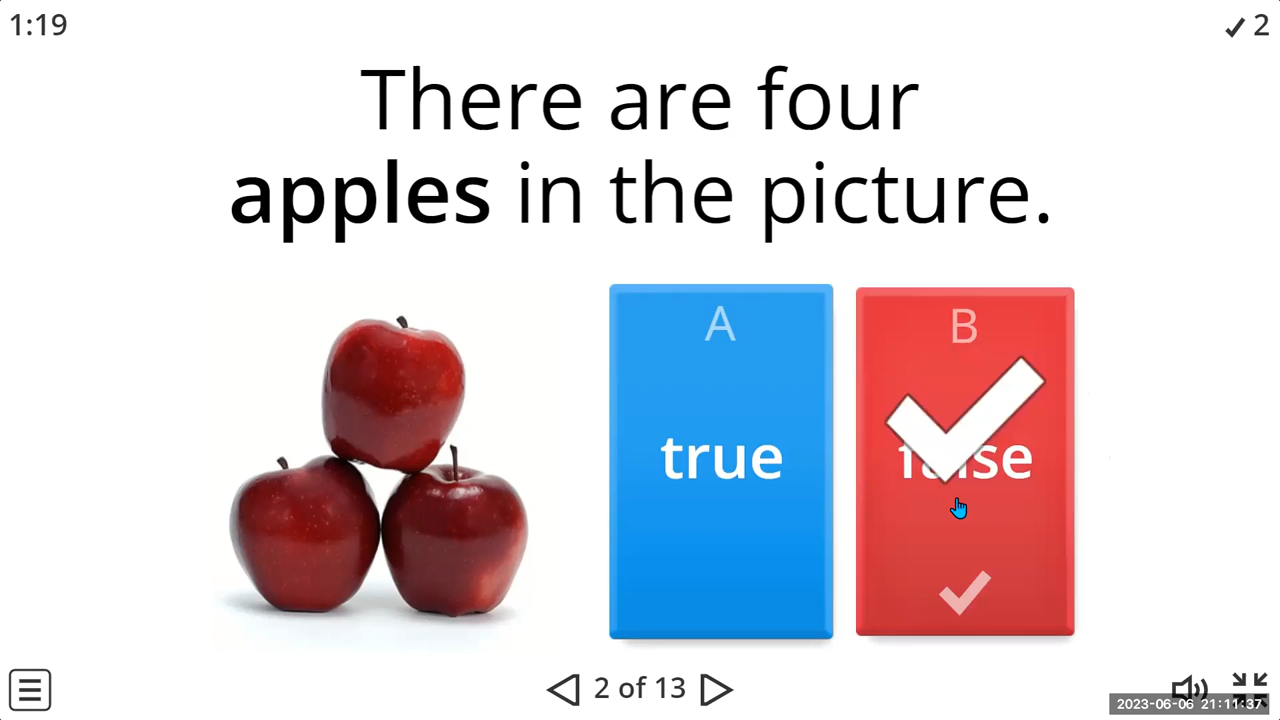 1:19
2
There are four
apples in the picture.
A
true
B
false
2 of 13
2023-06-06 21:11:37